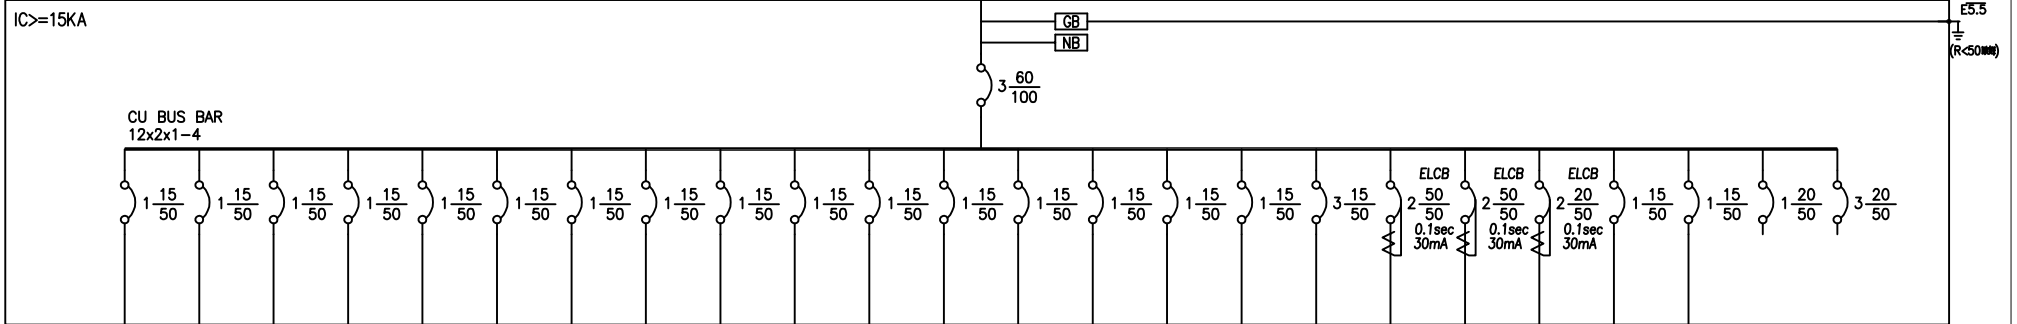 IC>=15KA
GB
E5.5
NB
(R<50
3 60/100
CU BUS BAR
12x2x1-4
ELCB ELCB ELCB
1 15/50 1 15/50 1 15/50 1 15/50 1 15/50 1 15/50 1 15/50 1 15/50 1 15/50 1 15/50 1 15/50 1 15/50 1 15/50 1 15/50 1 15/50 1 15/50 3 15/50 2 50/50 2 50/50 2 20/50 1 15/50 1 15/50 1 20/50 3 20/50
0.1sec 0.1sec 0.1sec
30mA 30mA 30mA